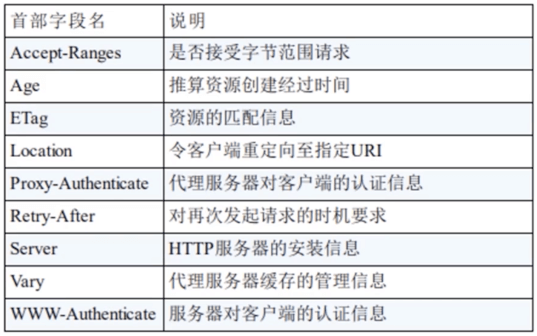 首部字段名 说明
Accept-Ranges 是否接受字节范围请求
Age 推算资源创建经过时间
ETag 资源的匹配信息
Location 令客户端重定向至指定URI
Proxy-Authenticate 代理服务器对客户端的认证信息
Retry-After 对再次发起请求的时机要求
Server HTTP服务器的安装信息
Vary 代理服务器缓存的管理信息
WWW-Authenticate 服务器对客户端的认证信息